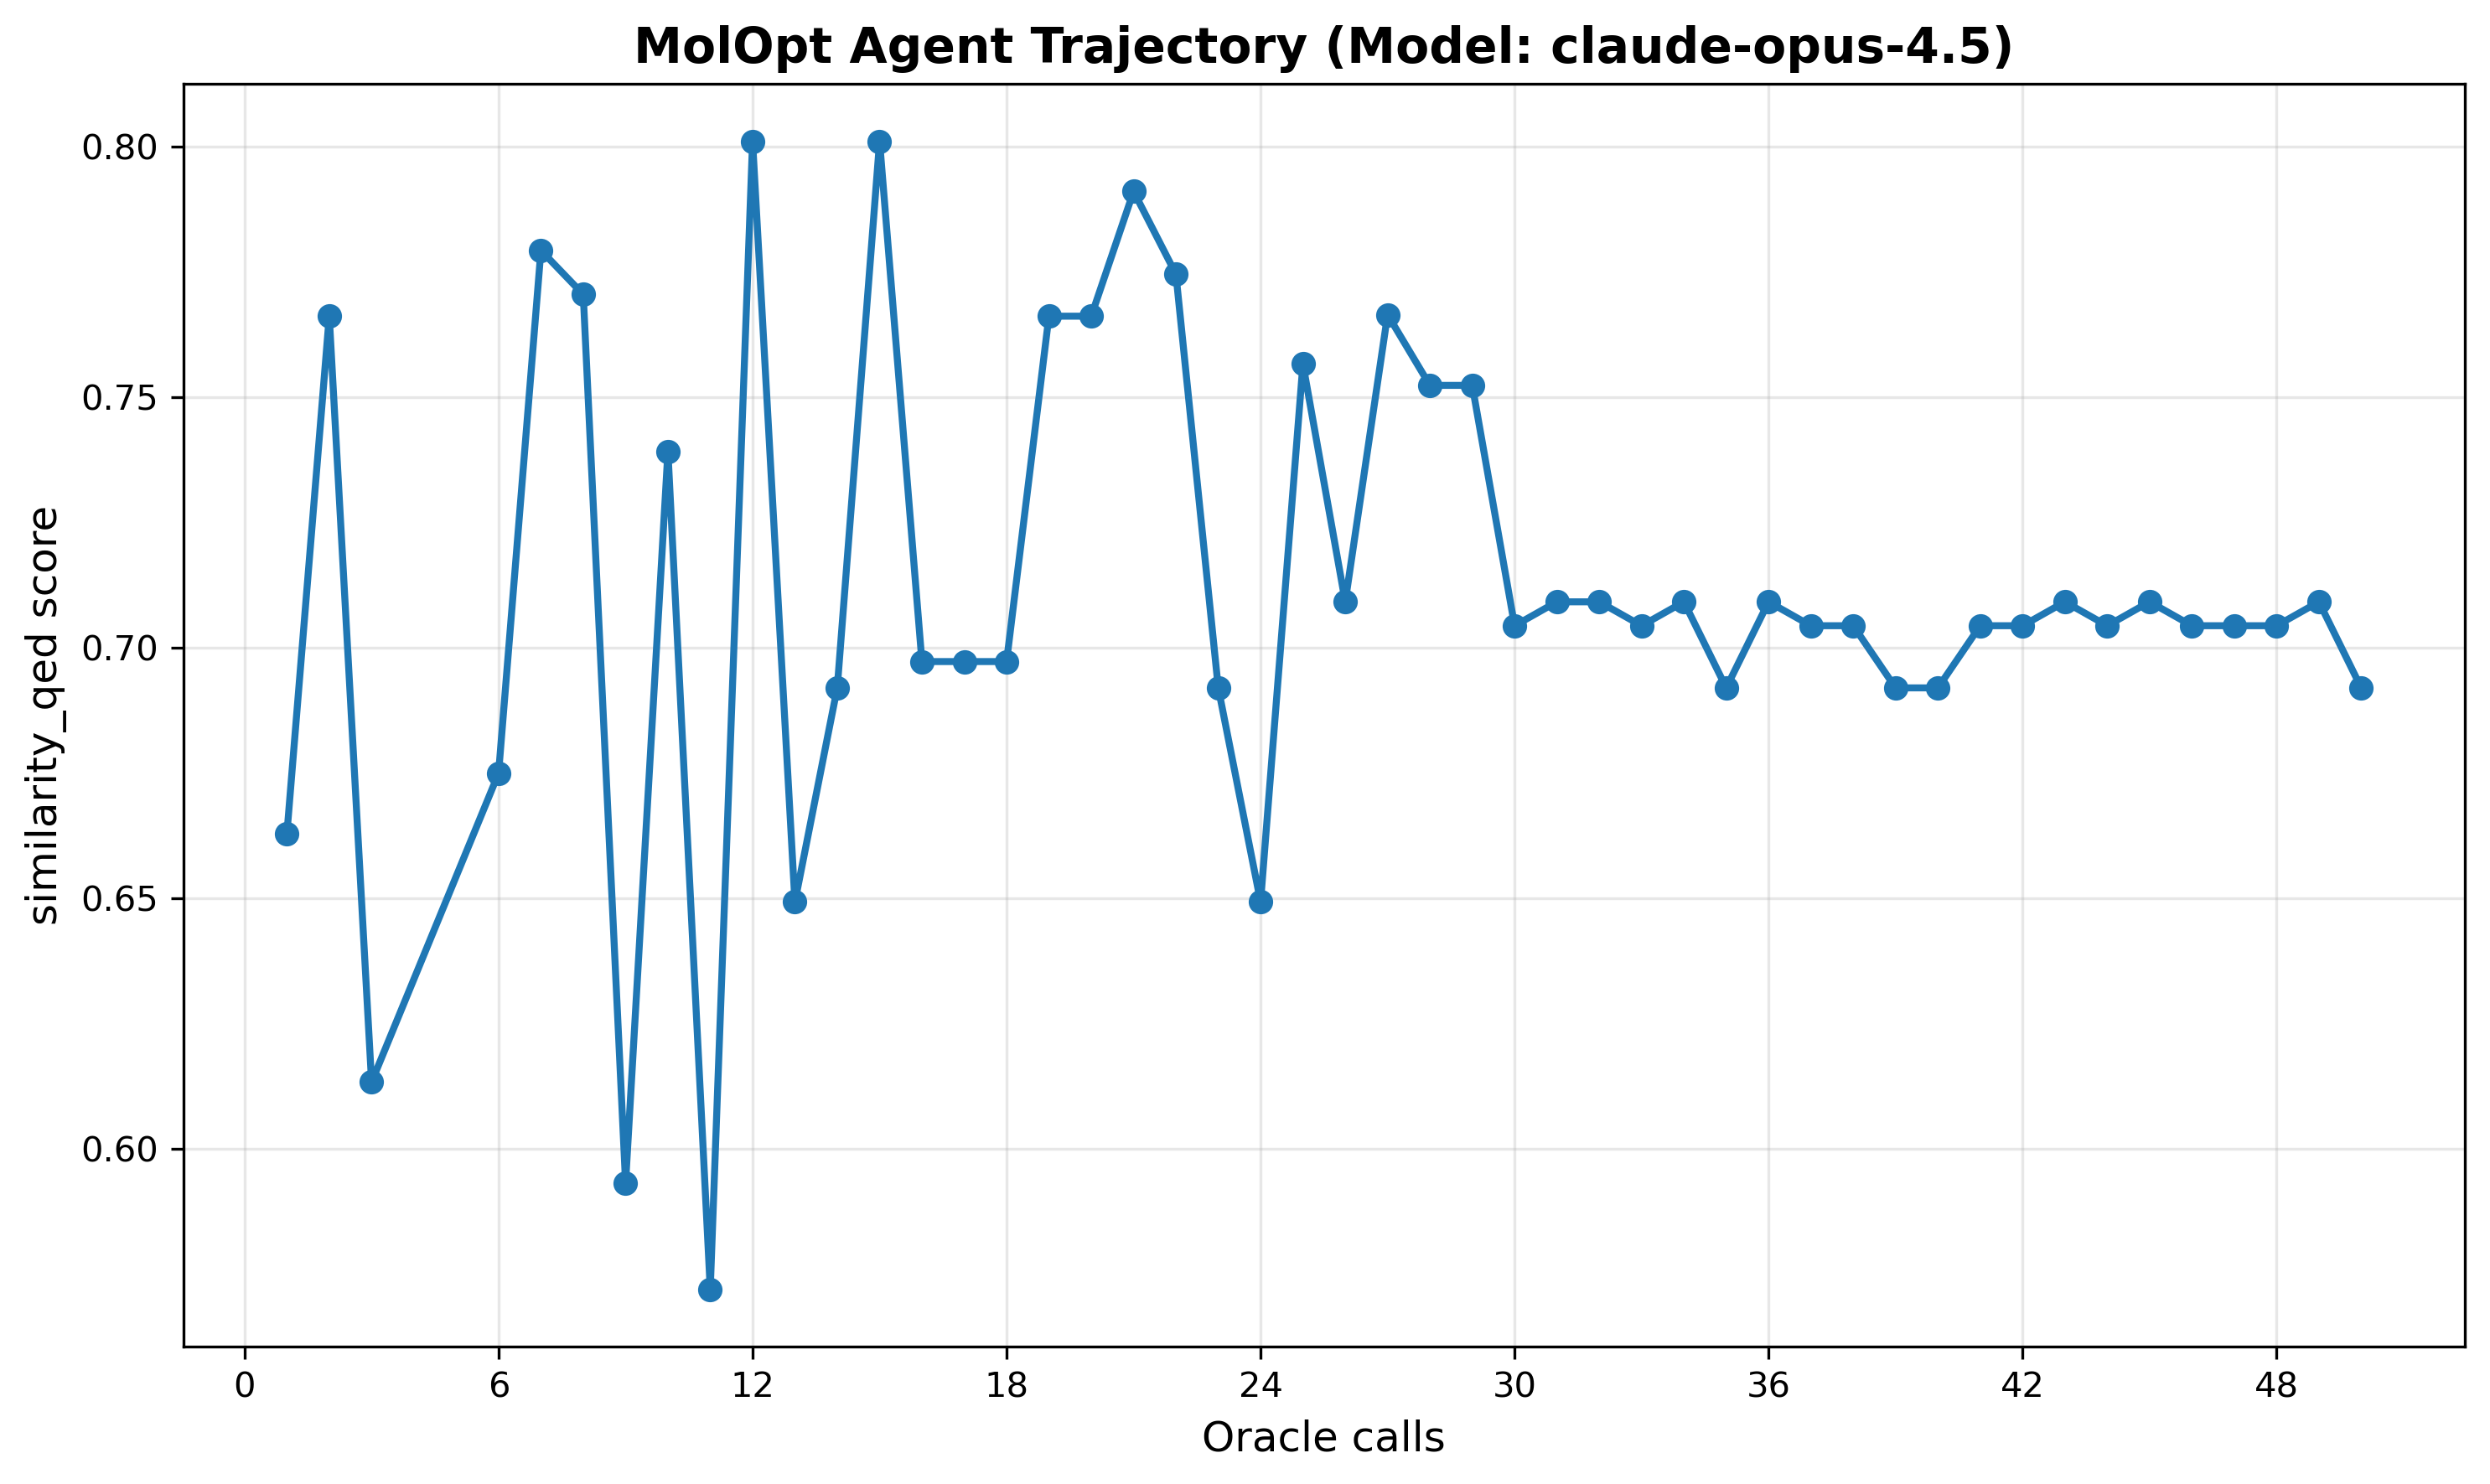 MolOpt Agent Trajectory (Model: claude-opus-4.5)
similarity_qed score
0.80
0.75
0.70
0.65
0.60
0 6 12 18 24 30 36 42 48
Oracle calls